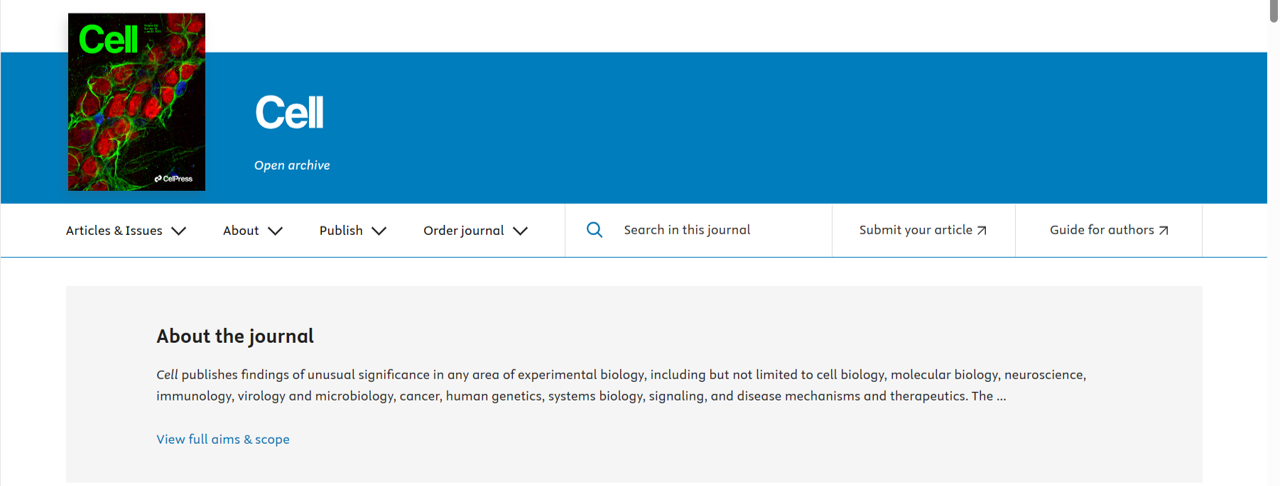 Cell
CellPress
Cell
Open archive
Articles & Issues
About
Publish
Order journal
Search in this journal
Submit your article
Guide for authors
About the journal
Cell publishes findings of unusual significance in any area of experimental biology, including but not limited to cell biology, molecular biology, neuroscience,
immunology, virology and microbiology, cancer, human genetics, systems biology, signaling, and disease mechanisms and therapeutics. The ...
View full aims & scope